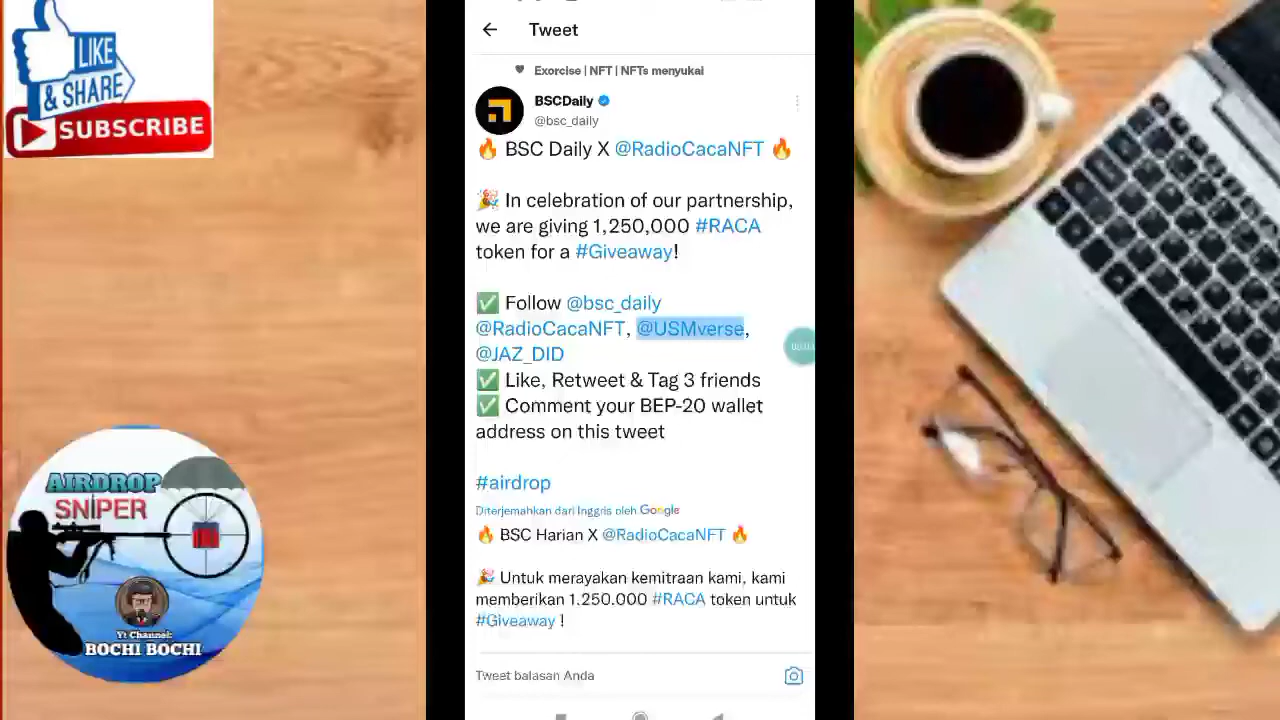 LIKE
& SHARE
SUBSCRIBE
AIRDROP
SNIPER
Yt Channel:
BOCHI BOCHI
Tweet
Exorcise | NFT | NFTs menyukai
BSCDaily
@bsc_daily
🔥 BSC Daily X @RadioCacaNFT 🔥
🎉 In celebration of our partnership,
we are giving 1,250,000 #RACA
token for a #Giveaway!
✅ Follow @bsc_daily
@RadioCacaNFT, @USMverse,
@JAZ_DID
✅ Like, Retweet & Tag 3 friends
✅ Comment your BEP-20 wallet
address on this tweet
#airdrop
Diterjemahkan dari Inggris oleh Google
🔥 BSC Harian X @RadioCacaNFT 🔥
🎉 Untuk merayakan kemitraan kami, kami
memberikan 1.250.000 #RACA token untuk
#Giveaway !
Tweet balasan Anda